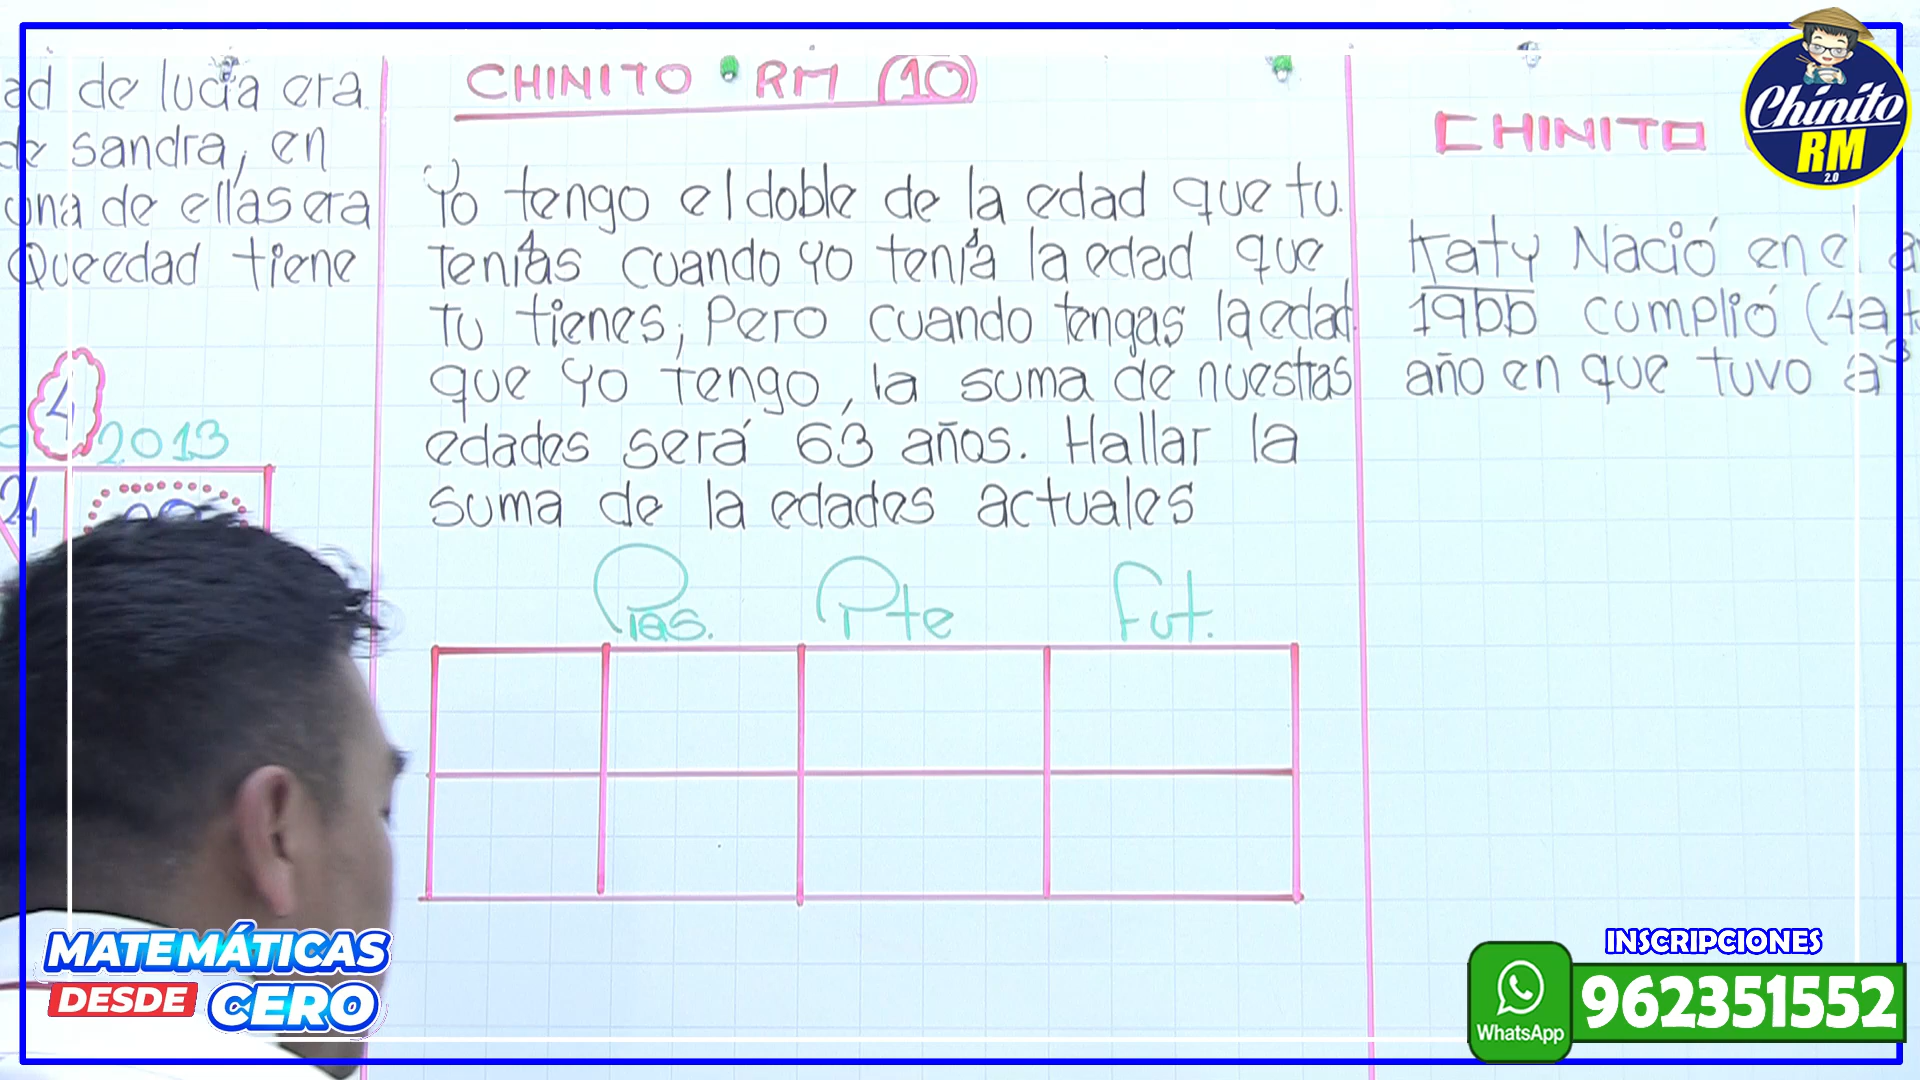 ad de lucia era
de sandra, en
una de ellas era
Que edad tiene
4
2013
24
CHINITO RM (10)
Yo tengo el doble de la edad que tu
tenías cuando yo tenía la edad que
tu tienes, Pero cuando tengas la edad
que yo tengo, la suma de nuestras
edades será 63 años. Hallar la
suma de la edades actuales
Pas. Pte Fut.
CHINITO
Katy Nació en el a
19bb cumplió (4a+
año en que tuvo a
Chinito
RM
2.0
MATEMÁTICAS
DESDE CERO
INSCRIPCIONES
962351552
WhatsApp